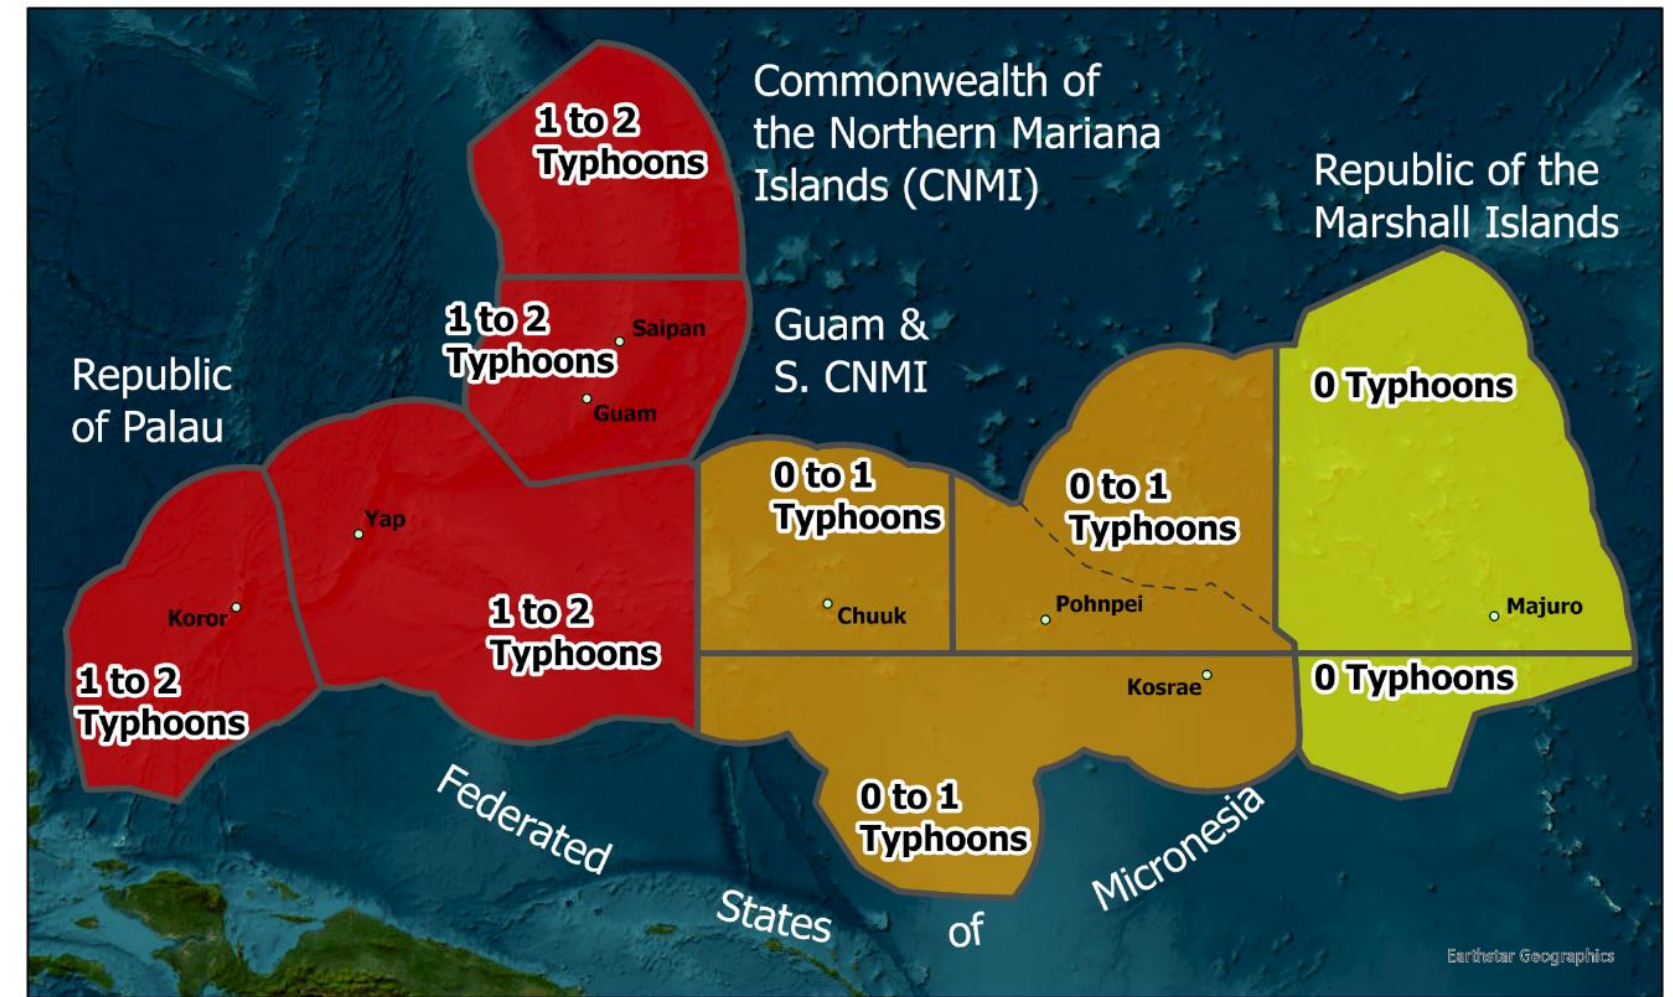 1 to 2
Typhoons
Commonwealth of
the Northern Mariana
Islands (CNMI)
Republic of the
Marshall Islands
1 to 2
Typhoons
Saipan
Guam
Guam &
S. CNMI
Republic
of Palau
0 Typhoons
0 to 1
Typhoons
0 to 1
Typhoons
Yap
Koror
1 to 2
Typhoons
Chuuk
Pohnpei
Majuro
1 to 2
Typhoons
Kosrae
0 Typhoons
0 to 1
Typhoons
Federated
States
of
Micronesia
Earthstar Geographics